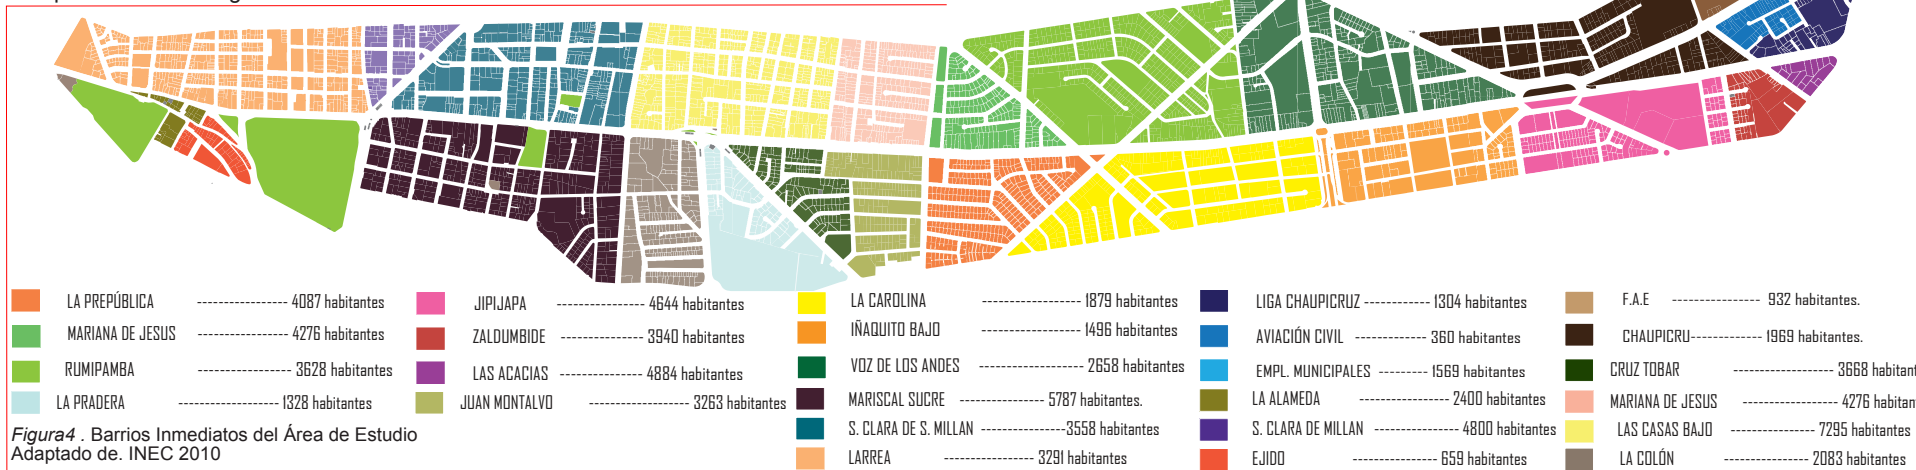 LA PREPÚBLICA ---------------- 4087 habitantes
MARIANA DE JESUS ---------------- 4276 habitantes
RUMIPAMBA ----------------- 3628 habitantes
LA PRADERA ------------------ 1328 habitantes
JIPIJAPA ---------------- 4644 habitantes
ZALDUMBIDE --------------- 3940 habitantes
LAS ACACIAS --------------- 4884 habitantes
JUAN MONTALVO ------------------ 3263 habitantes
LA CAROLINA ------------------ 1879 habitantes
IÑAQUITO BAJO ------------------ 1496 habitantes
VOZ DE LOS ANDES ------------------- 2658 habitantes
MARISCAL SUCRE --------------- 5787 habitantes.
S. CLARA DE S. MILLAN ---------------3558 habitantes
LARREA ---------------- 3291 habitantes
LIGA CHAUPICRUZ ------------ 1304 habitantes
AVIACIÓN CIVIL ------------- 360 habitantes
EMPL. MUNICIPALES --------- 1569 habitantes
LA ALAMEDA ---------------- 2400 habitantes
S. CLARA DE MILLAN --------------- 4800 habitantes
EJIDO --------------- 659 habitantes
F.A.E ---------------- 932 habitantes.
CHAUPICRU------------- 1969 habitantes.
CRUZ TOBAR ------------------ 3668 habitant
MARIANA DE JESUS ----------------- 4276 habitan
LAS CASAS BAJO --------------- 7295 habitantes
LA COLÓN --------------- 2083 habitantes
Figura4 . Barrios Inmediatos del Área de Estudio
Adaptado de. INEC 2010